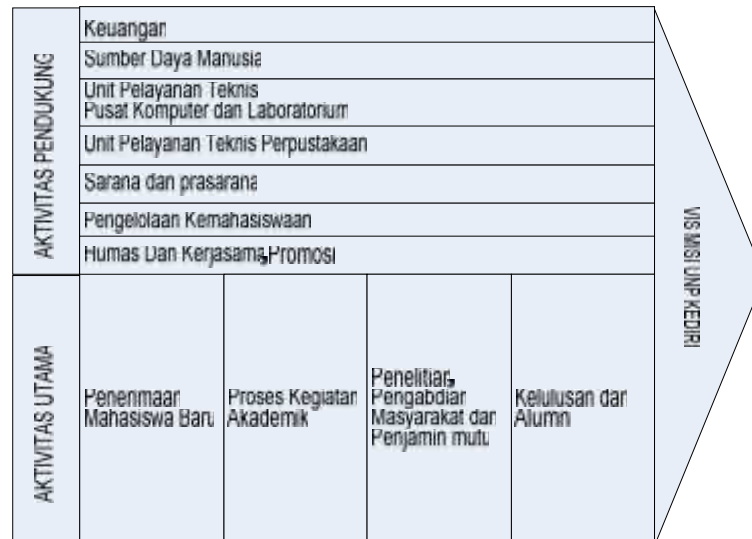 AKTIVITAS PENDUKUNG
Keuangan
Sumber Daya Manusia
Unit Pelayanan Teknis
Pusat Komputer dan Laboratorium
Unit Pelayanan Teknis Perpustakaan
Sarana dan prasarana
Pengelolaan Kemahasiswaan
Humas Dan Kerjasama,Promosi
AKTIVITAS UTAMA
Penerimaan
Mahasiswa Baru
Proses Kegiatan
Akademik
Penelitian,
Pengabdian
Masyarakat dan
Penjamin mutu
Kelulusan dan
Alumni
VIS MISI UNP KEDIRI